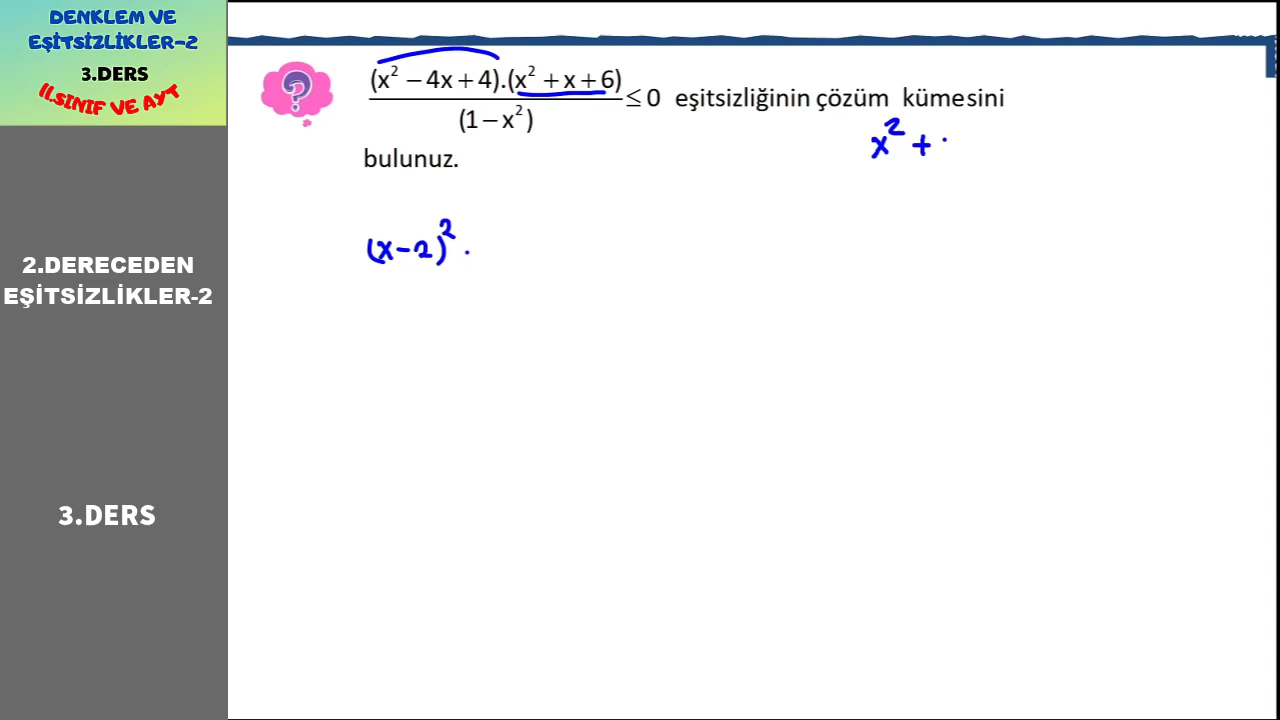 DENKLEM VE
EŞİTSİZLİKLER-2
3.DERS
11.SINIF VE AYT
(x² − 4x + 4).(x² + x + 6)
(1 − x²)
≤ 0 eşitsizliğinin çözüm kümesini
x² +
bulunuz.
(x-2)² .
2.DERECEDEN
EŞİTSİZLİKLER-2
3.DERS